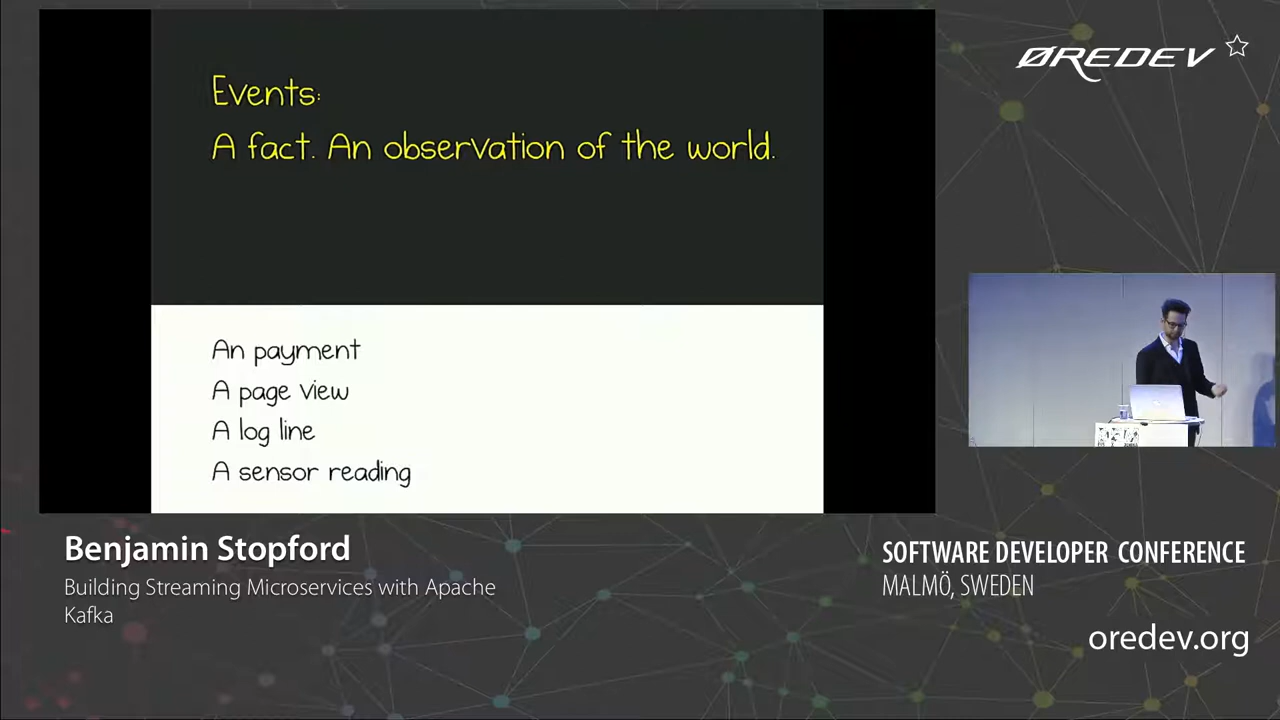 Events:
A fact. An observation of the world.
An payment
A page view
A log line
A sensor reading
ØREDEV
Benjamin Stopford
Building Streaming Microservices with Apache
Kafka
SOFTWARE DEVELOPER CONFERENCE
MALMÖ, SWEDEN
oredev.org